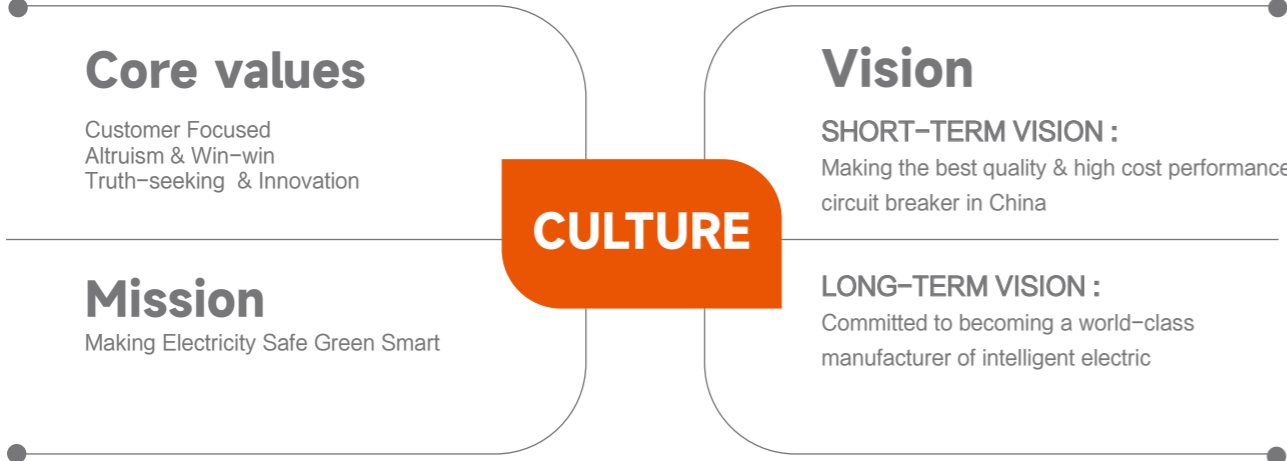 Core values
Customer Focused
Altruism & Win-win
Truth-seeking & Innovation
Mission
Making Electricity Safe Green Smart
CULTURE
Vision
SHORT-TERM VISION :
Making the best quality & high cost performance
circuit breaker in China
LONG-TERM VISION :
Committed to becoming a world-class
manufacturer of intelligent electric